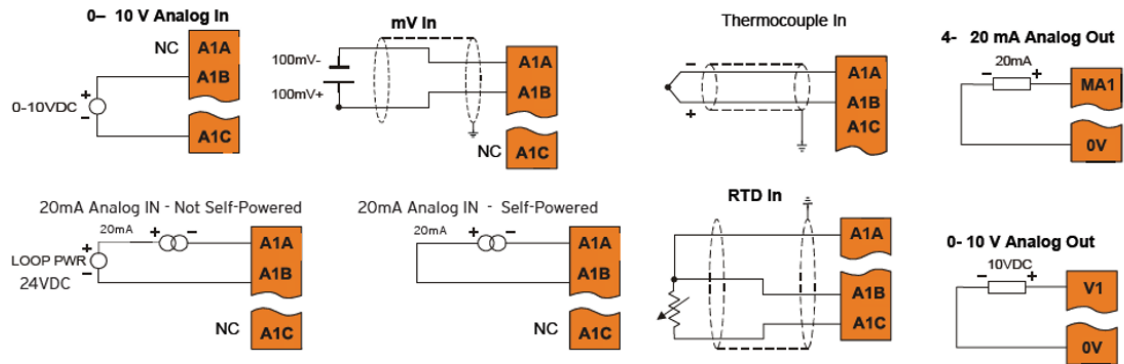 0– 10 V Analog In
NC A1A
A1B
+
0-10VDC
–
A1C
mV In
100mV-
100mV+
A1A
A1B
NC A1C
Thermocouple In
–
+
A1A
A1B
A1C
4- 20 mA Analog Out
20mA
– +
MA1
0V
20mA Analog IN - Not Self-Powered
20mA + –
+
LOOP PWR
–
24VDC
A1A
A1B
NC A1C
20mA Analog IN - Self-Powered
20mA + –
A1A
A1B
NC A1C
RTD In
A1A
A1B
A1C
0- 10 V Analog Out
10VDC
– +
V1
0V